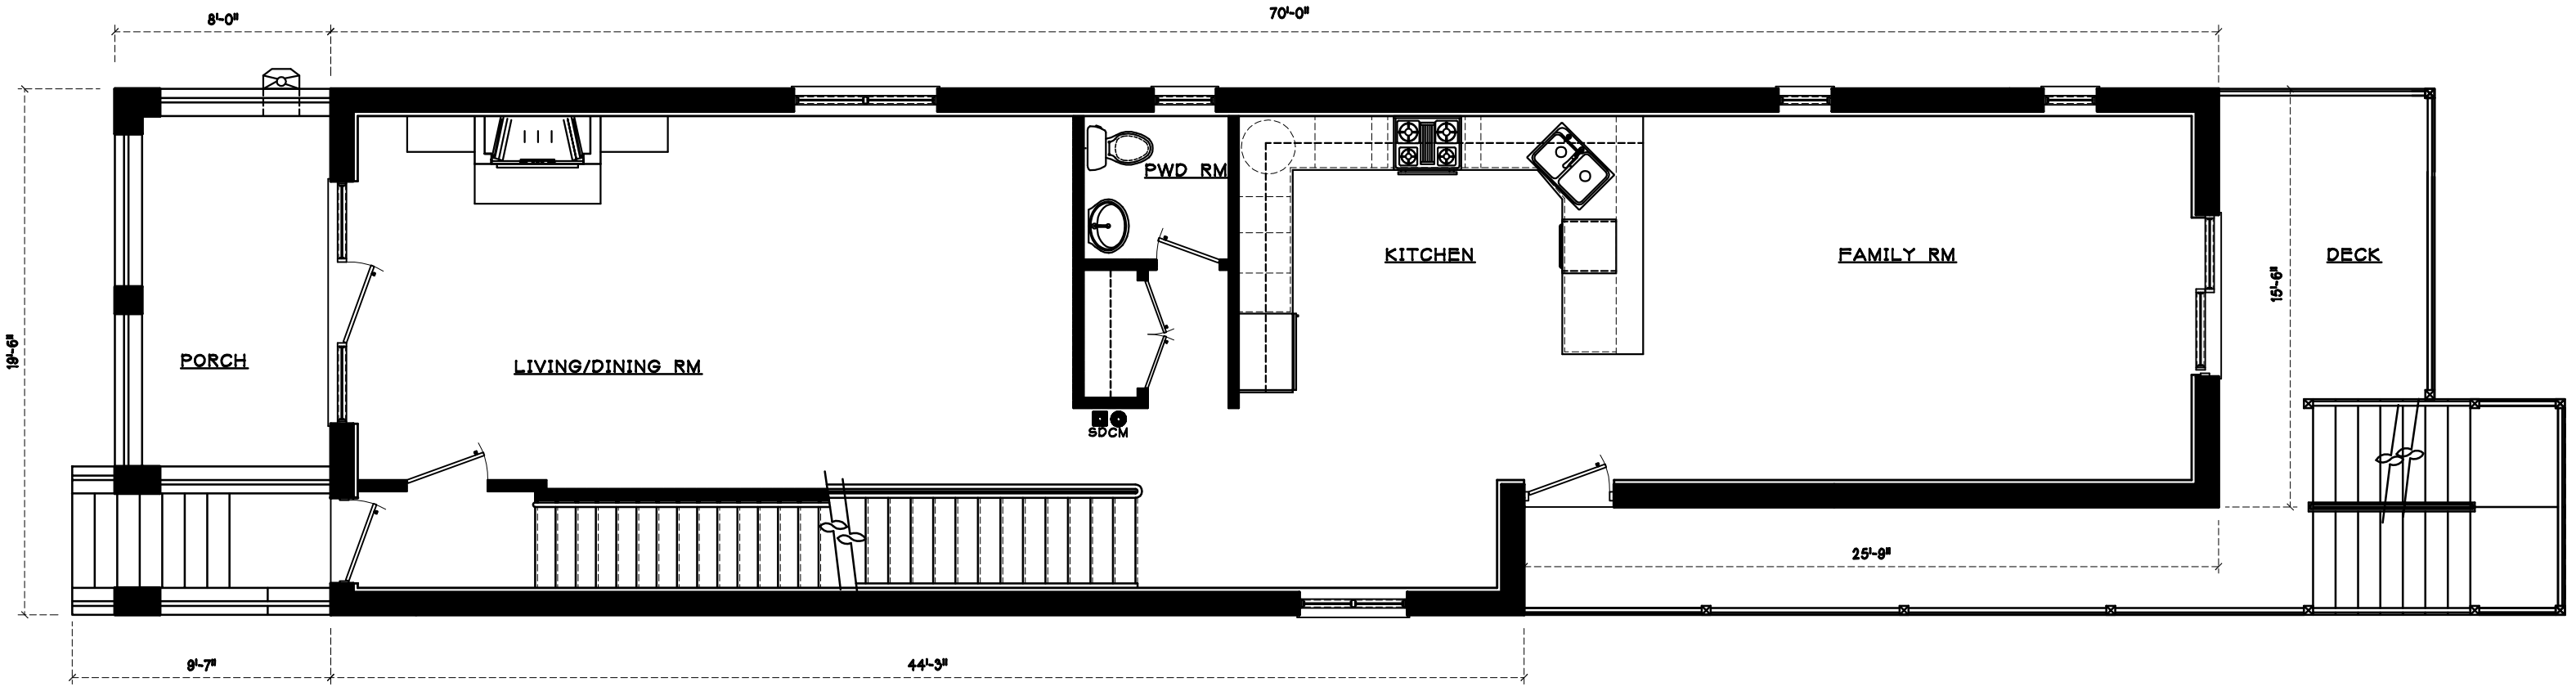 8'-0"
70'-0"
PWD RM
KITCHEN
FAMILY RM
DECK
15'-6"
19'-6"
PORCH
LIVING/DINING RM
SDCM
25'-9"
9'-7"
44'-3"